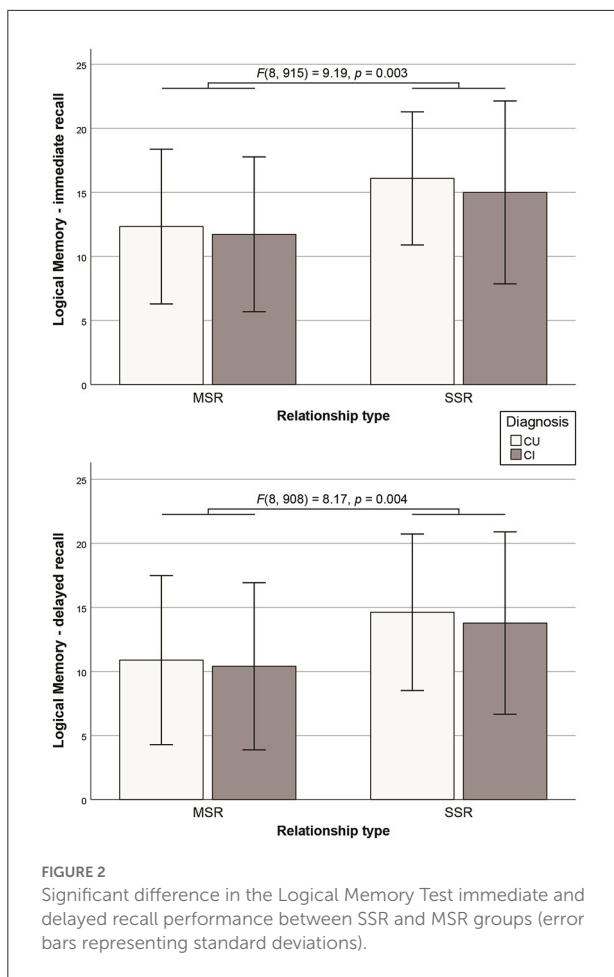 25
F(8, 915) = 9.19, p = 0.003
20
15
10
5
0
Logical Memory - immediate recall
MSR
SSR
Relationship type
Diagnosis
CU
CI
25
F(8, 908) = 8.17, p = 0.004
20
15
10
5
0
Logical Memory - delayed recall
MSR
SSR
Relationship type
FIGURE 2
Significant difference in the Logical Memory Test immediate and
delayed recall performance between SSR and MSR groups (error
bars representing standard deviations).